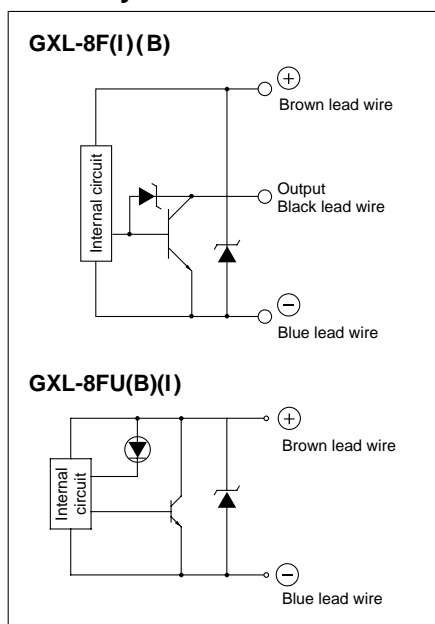 GXL-8F(I)(B)
+
Brown lead wire
Internal circuit
Output
Black lead wire
−
Blue lead wire
GXL-8FU(B)(I)
+
Brown lead wire
Internal
circuit
−
Blue lead wire